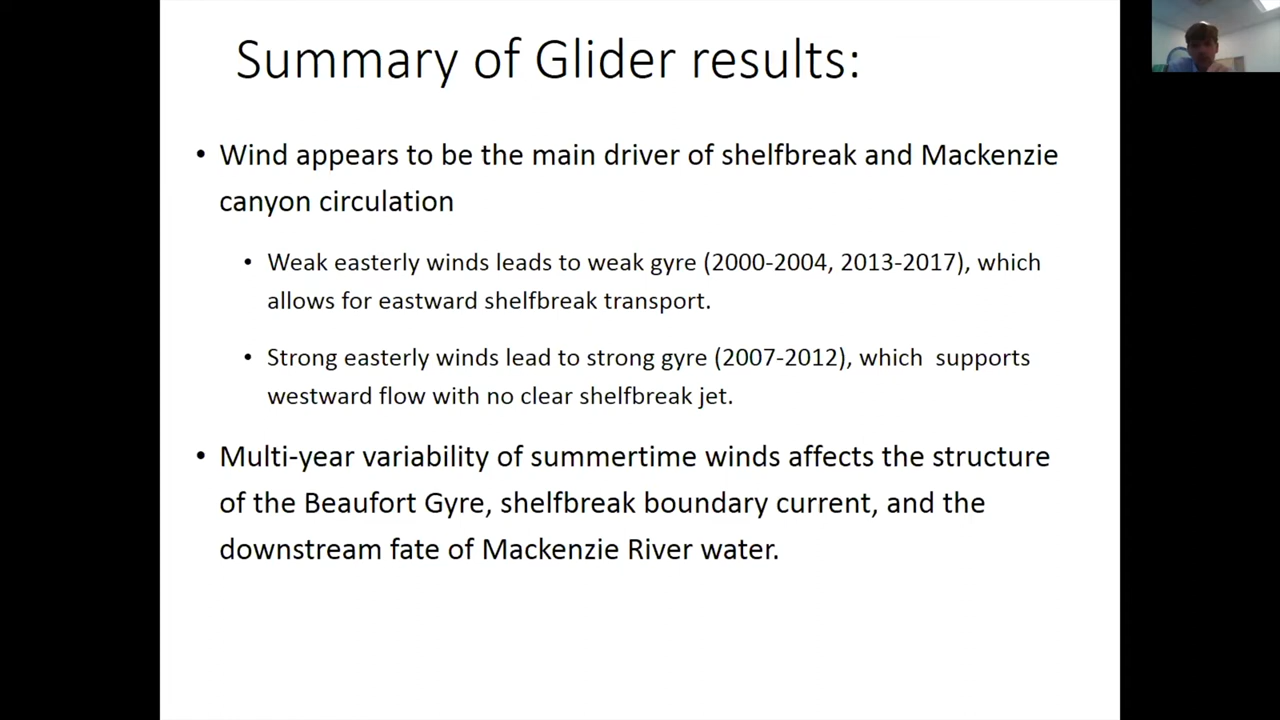 Summary of Glider results:
• Wind appears to be the main driver of shelfbreak and Mackenzie
canyon circulation
• Weak easterly winds leads to weak gyre (2000-2004, 2013-2017), which
allows for eastward shelfbreak transport.
• Strong easterly winds lead to strong gyre (2007-2012), which  supports
westward flow with no clear shelfbreak jet.
• Multi-year variability of summertime winds affects the structure
of the Beaufort Gyre, shelfbreak boundary current, and the
downstream fate of Mackenzie River water.